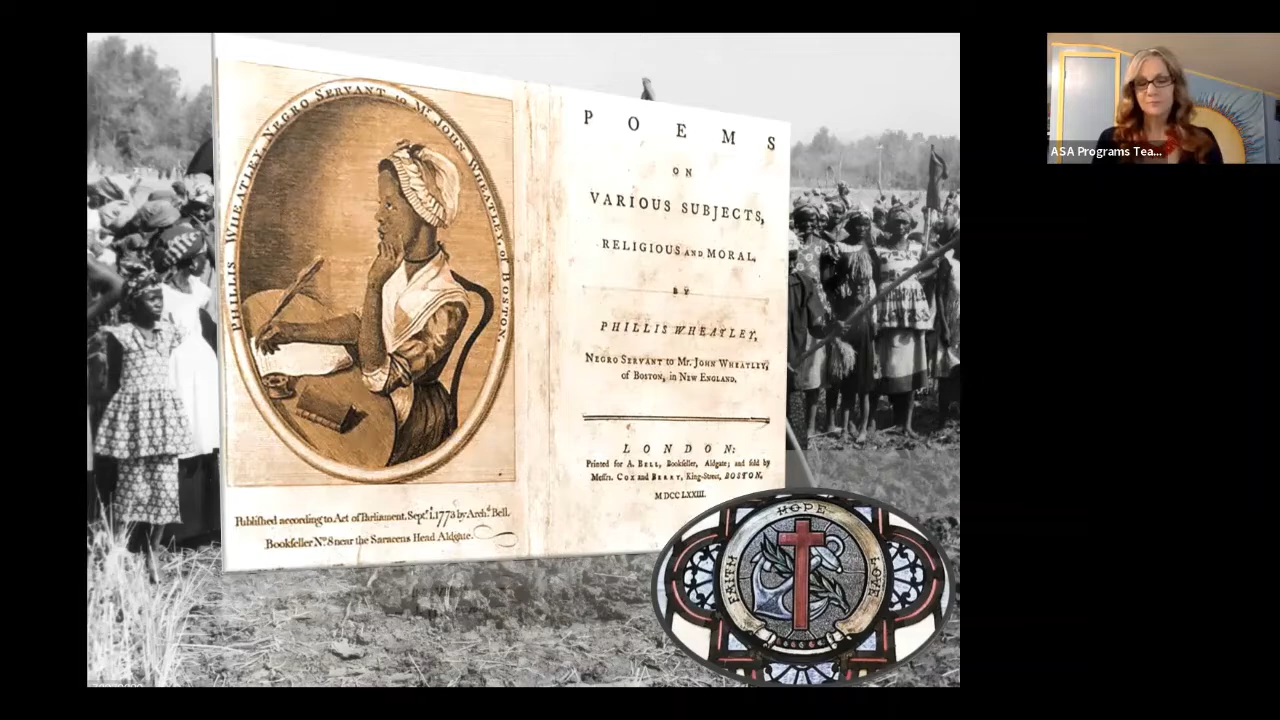 PHILLIS WHEATLEY, NEGRO SERVANT to Mr. JOHN WHEATLEY, of BOSTON.
Published according to Act of Parliament, Sept. 1, 1773 by Archd. Bell,
Bookseller No. 8 near the Saracens Head Aldgate.
POEMS
ON
VARIOUS SUBJECTS,
RELIGIOUS AND MORAL.
BY
PHILLIS WHEATLEY,
NEGRO SERVANT to Mr. JOHN WHEATLEY,
of BOSTON, in NEW ENGLAND.
LONDON:
Printed for A. BELL, Bookseller, Aldgate; and sold by
Messrs. COX and BERRY, King-Street, BOSTON.
MDCCLXXIII.
HOPE
FAITH
LOVE
ASA Programs Tea...